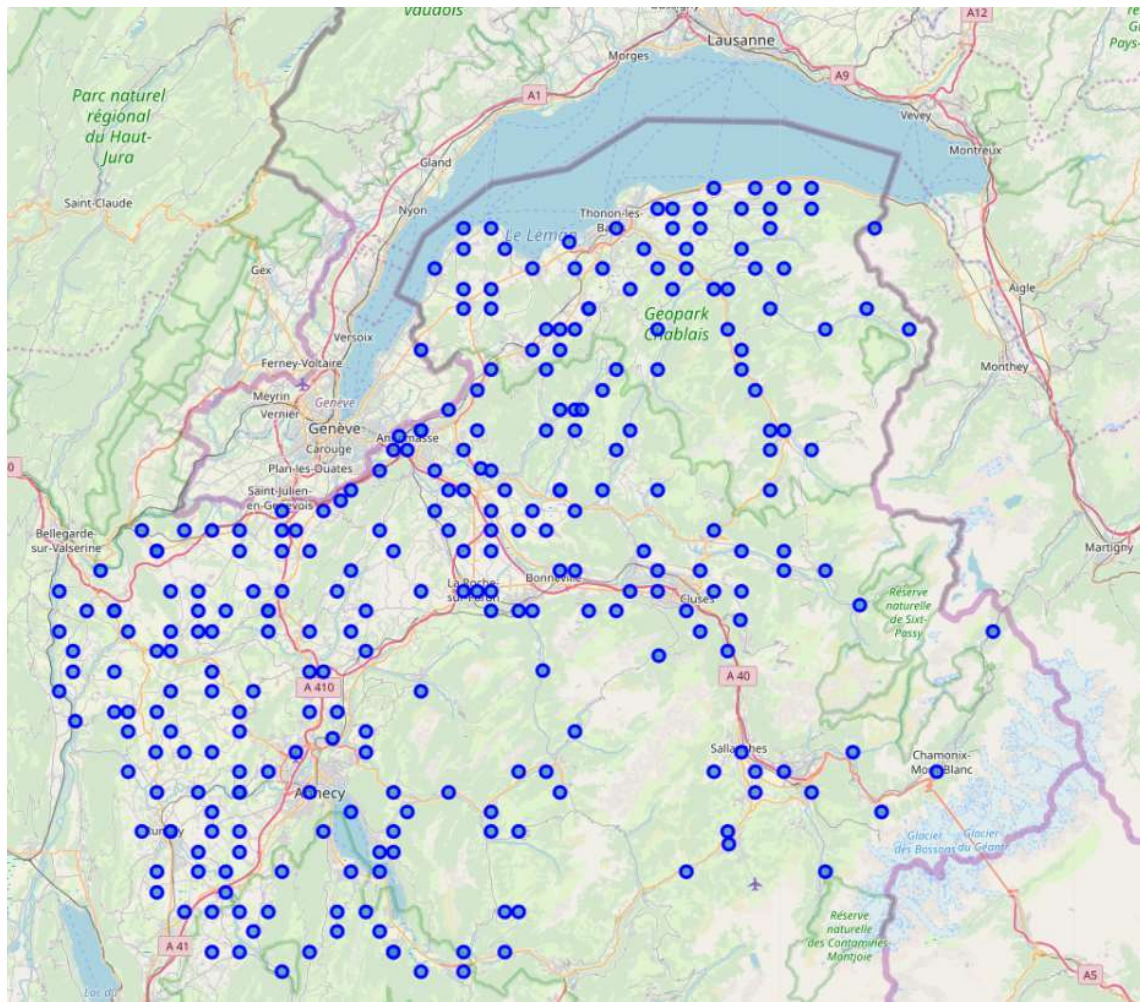 vaudois
A12
Lausanne
Morges
A9
Parc naturel
régional
du Haut-
Jura
A1
Vevey
Montreux
Gland
Saint-Claude
Nyon
Thonon-les-
Le Léman
Gex
Aigle
Geopark
Chablais
Versoix
Ferney-Voltaire
Monthey
Meyrin
Genève
Vernier
Genève
Carouge
Plan-les-Ouates
Saint-Julien-
en-Genevois
Bellegarde-
sur-Valserine
Martigny
La Roche-
sur-Foron
Bonneville
Cluses
Réserve
naturelle
de Sixt-
Passy
A 410
A 40
Sallanches
Chamonix-
Mont-Blanc
Annecy
Rumilly
Glacier
des Bossons
Glacier
du Géant
Réserve
naturelle
des Contamines
Montjoie
A 41
A5